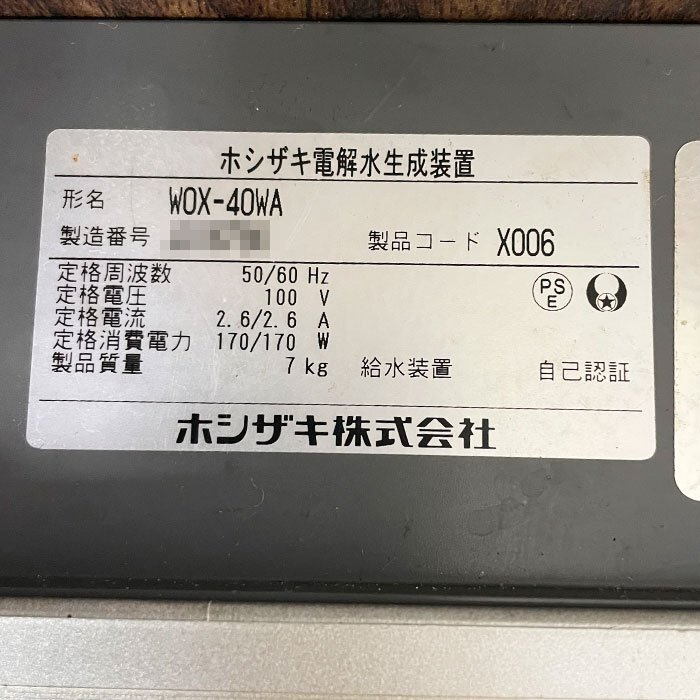 ホシザキ電解水生成装置
形名 WOX-40WA
製造番号 製品コード X006
定格周波数 50/60 Hz
定格電圧 100 V
定格電流 2.6/2.6 A
定格消費電力 170/170 W
製品質量 7 kg 給水装置 自己認証
PS
E
ホシザキ株式会社